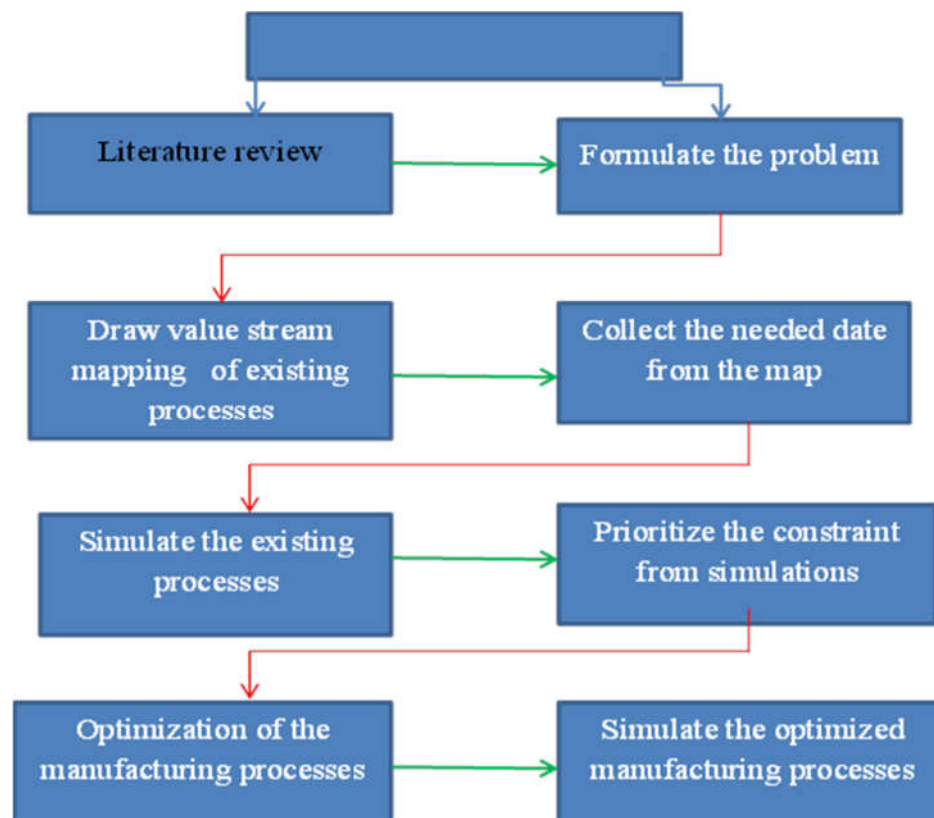 Literature review
Formulate the problem
Draw value stream
mapping of existing
processes
Collect the needed date
from the map
Simulate the existing
processes
Prioritize the constraint
from simulations
Optimization of the
manufacturing processes
Simulate the optimized
manufacturing processes